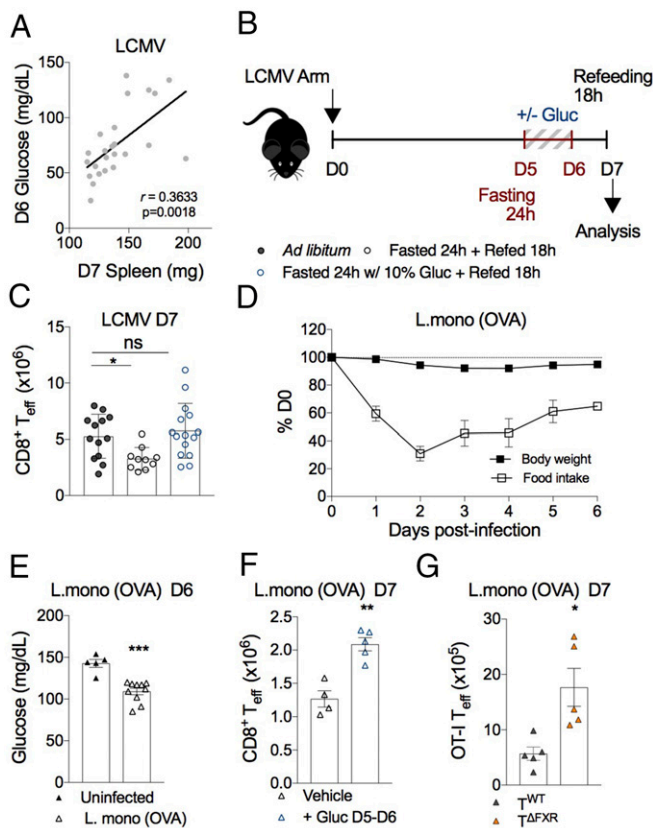 A
LCMV
D6 Glucose (mg/dL)
150
100
50
0
r = 0.3633
p=0.0018
100
150
200
D7 Spleen (mg)
B
LCMV Arm
Refeeding
18h
+/- Gluc
D0
D5
D6
D7
Fasting
24h
Analysis
Ad libitum
Fasted 24h + Refed 18h
Fasted 24h w/ 10% Gluc + Refed 18h
C
LCMV D7
CD8+ Teff (x10⁶)
15
10
5
0
ns
*
D
L.mono (OVA)
% D0
120
100
80
60
40
20
0
Body weight
Food intake
0 1 2 3 4 5 6
Days post-infection
E
L.mono (OVA) D6
Glucose (mg/dL)
200
150
100
50
0
***
Uninfected
L. mono (OVA)
F
L.mono (OVA) D7
CD8+ Teff (x10⁶)
2.5
2.0
1.5
1.0
0.5
0.0
**
Vehicle
+ Gluc D5-D6
G
L.mono (OVA) D7
OT-I Teff (x10⁵)
30
20
10
0
*
TWT
TΔFXR